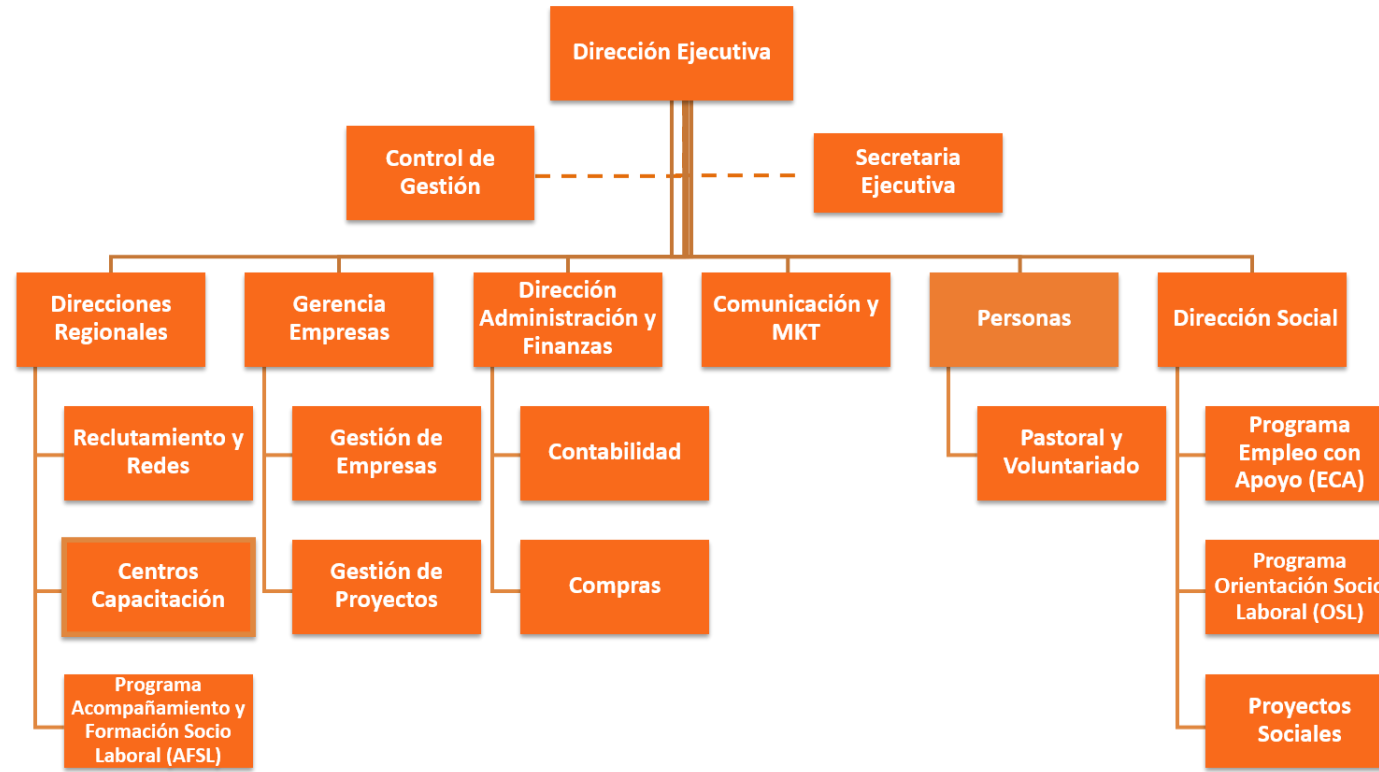 Dirección Ejecutiva
Control de
Gestión
Secretaria
Ejecutiva
Direcciones
Regionales
Gerencia
Empresas
Dirección
Administración y
Finanzas
Comunicación y
MKT
Personas
Dirección Social
Reclutamiento y
Redes
Gestión de
Empresas
Contabilidad
Pastoral y
Voluntariado
Programa
Empleo con
Apoyo (ECA)
Centros
Capacitación
Gestión de
Proyectos
Compras
Programa
Orientación Socio
Laboral (OSL)
Programa
Acompañamiento y
Formación Socio
Laboral (AFSL)
Proyectos
Sociales